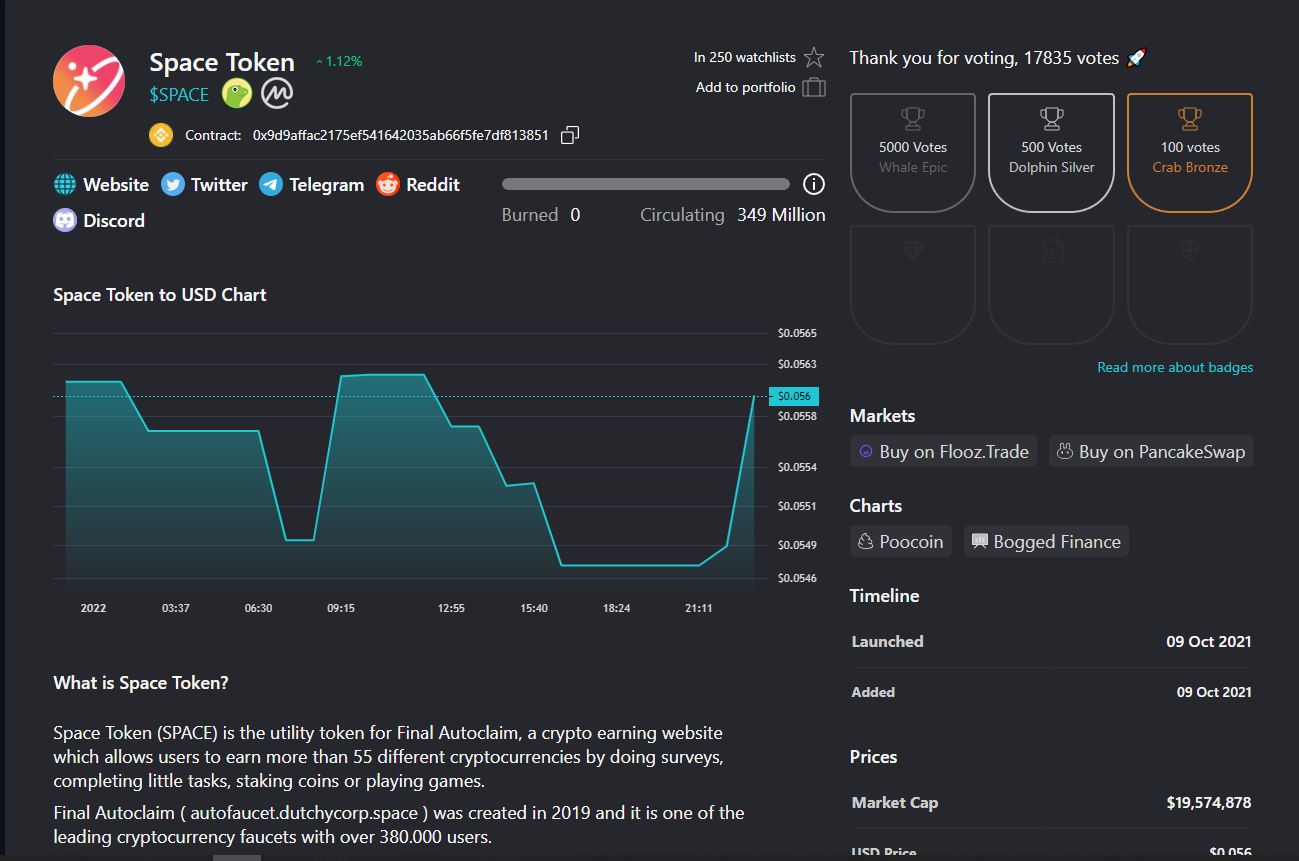 Space Token
1.12%
$SPACE
Contract: 0x9d9affac2175ef541642035ab66f5fe7df813851
In 250 watchlists
Add to portfolio
Website
Twitter
Telegram
Reddit
Discord
Burned 0
Circulating 349 Million
Space Token to USD Chart
$0.0565
$0.0563
$0.056
$0.0558
$0.0554
$0.0551
$0.0549
$0.0546
2022
03:37
06:30
09:15
12:55
15:40
18:24
21:11
What is Space Token?
Space Token (SPACE) is the utility token for Final Autoclaim, a crypto earning website
which allows users to earn more than 55 different cryptocurrencies by doing surveys,
completing little tasks, staking coins or playing games.
Final Autoclaim ( autofaucet.dutchycorp.space ) was created in 2019 and it is one of the
leading cryptocurrency faucets with over 380.000 users.
Thank you for voting, 17835 votes
5000 Votes
Whale Epic
500 Votes
Dolphin Silver
100 votes
Crab Bronze
Read more about badges
Markets
Buy on Flooz.Trade
Buy on PancakeSwap
Charts
Poocoin
Bogged Finance
Timeline
Launched 09 Oct 2021
Added 09 Oct 2021
Prices
Market Cap $19,574,878
USD Price $0.056